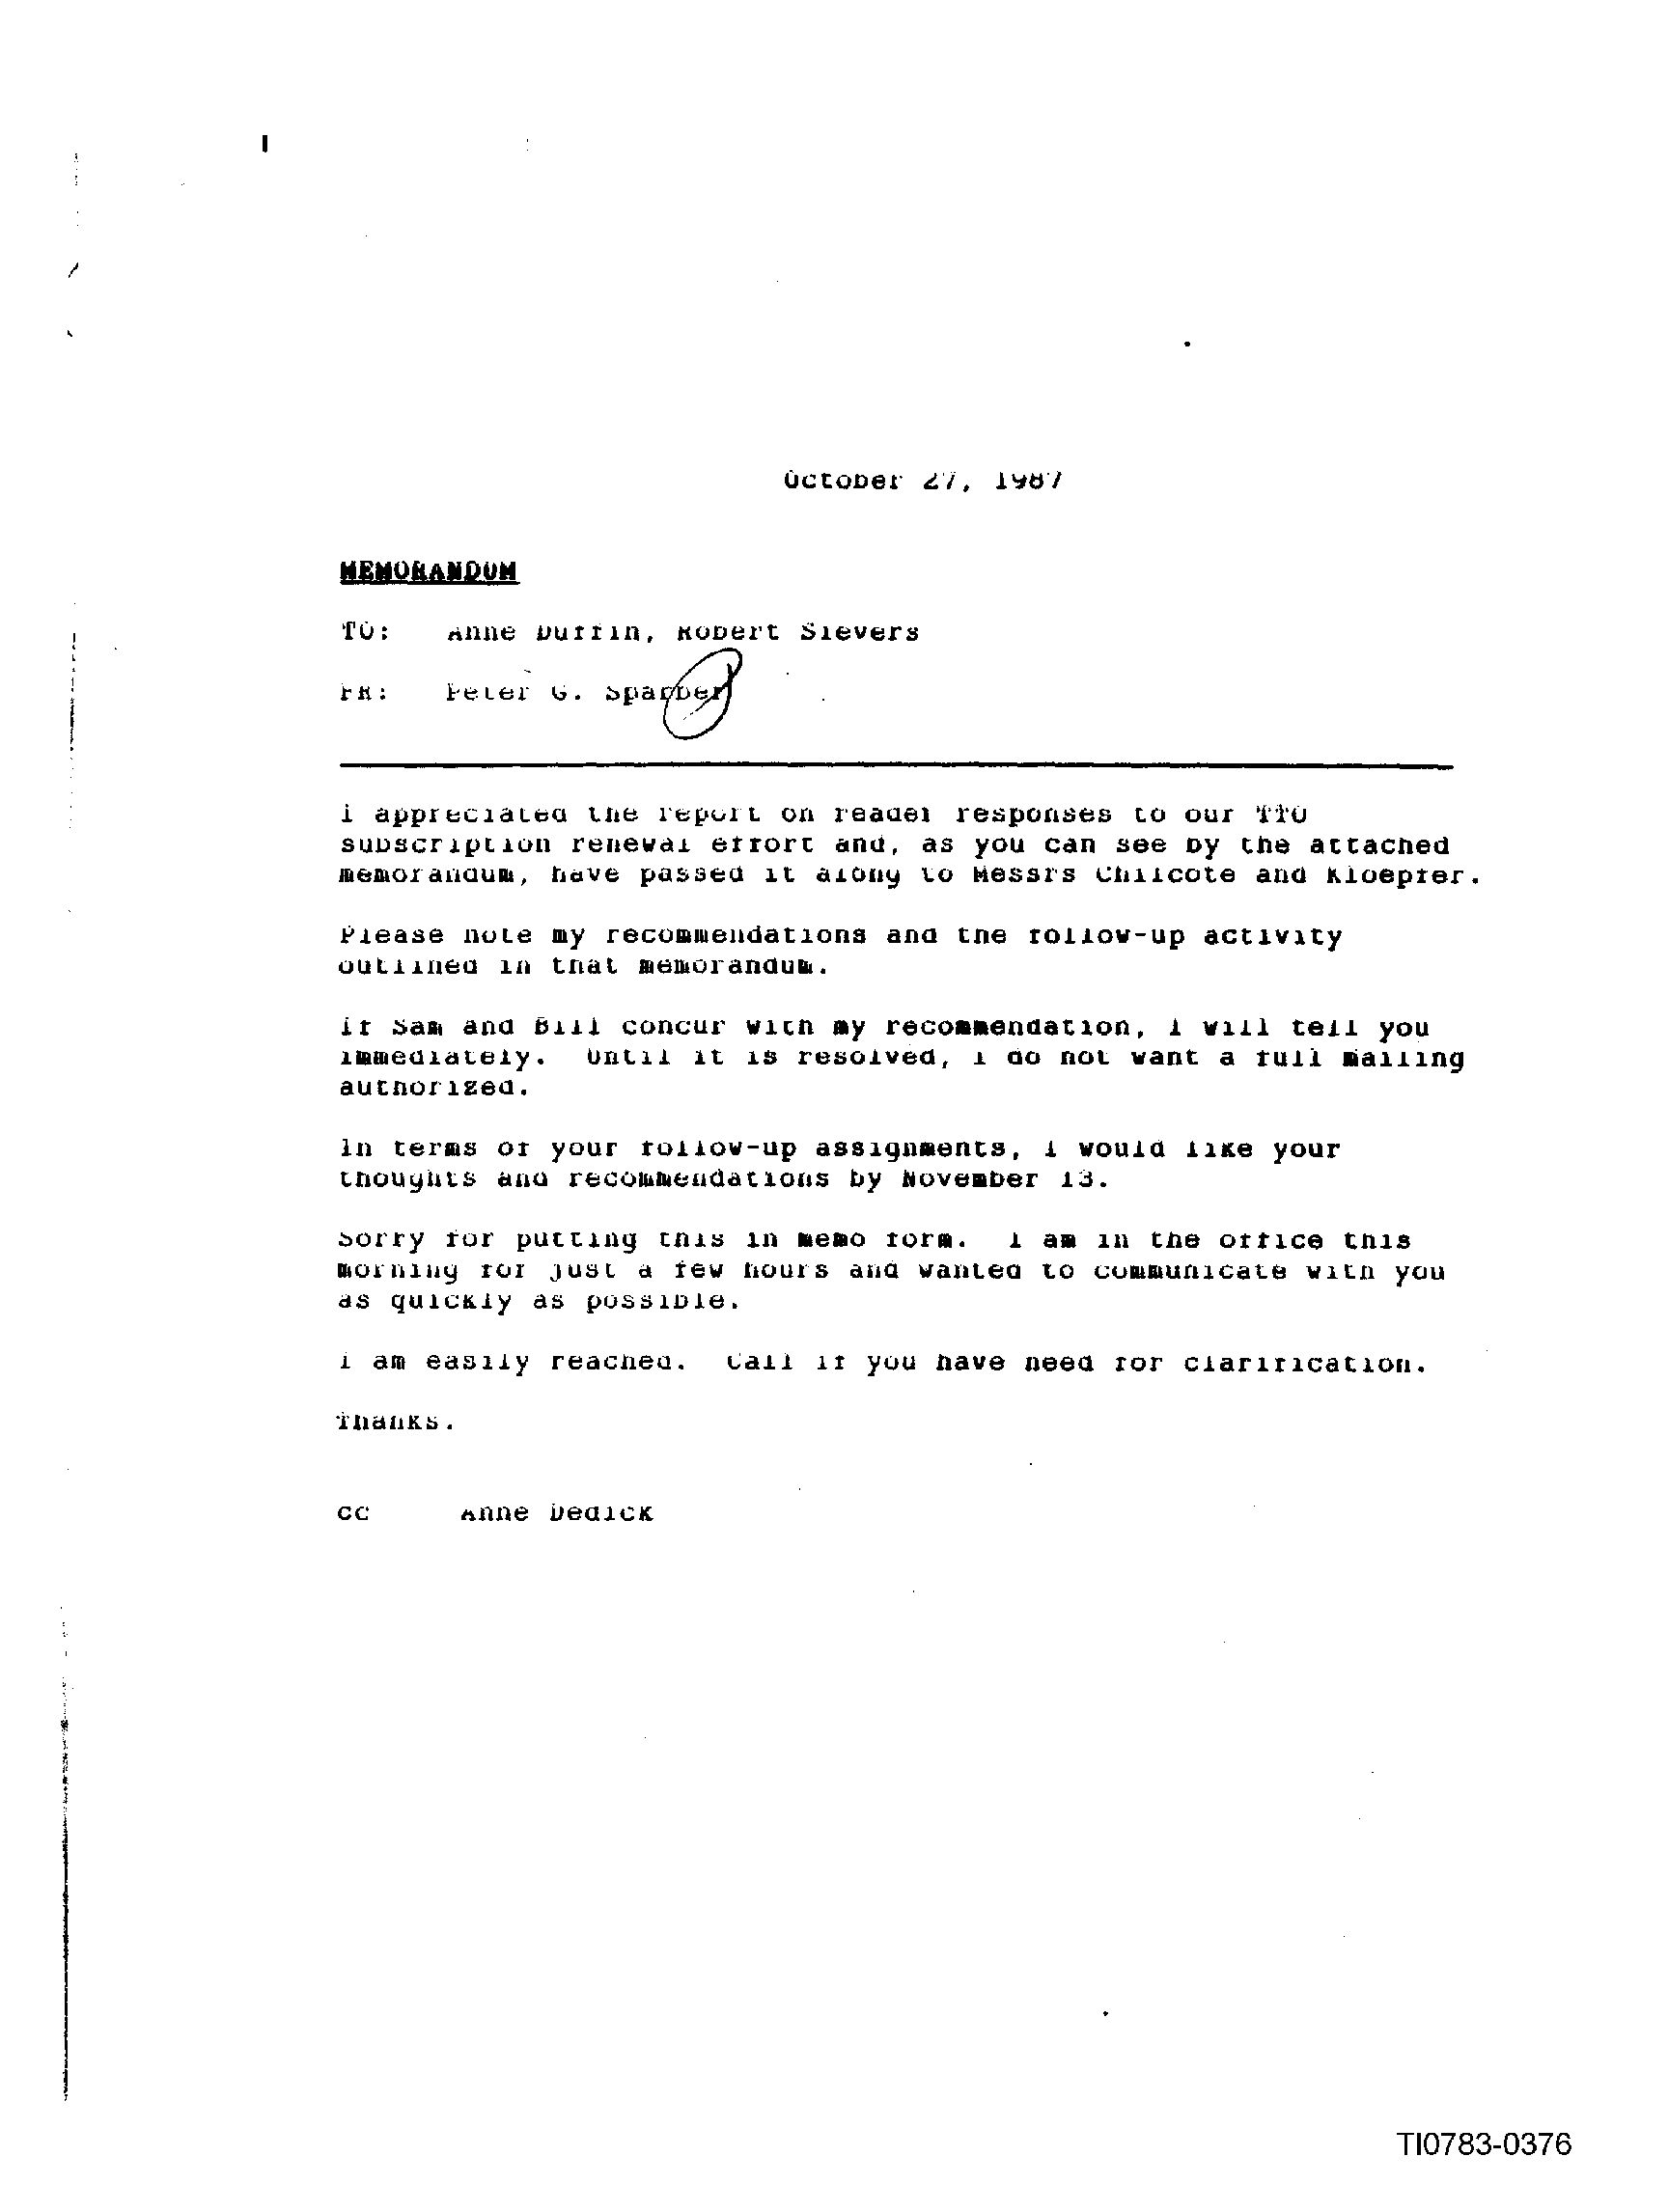 October 27, 1987
MEMORANDUM
TO: Anne Duffin, Robert Sievers
FR: Peter G. Sparber
I appreciated the report on reader responses to our TTO
subscription renewal effort and, as you can see by the attached
memorandum, have passed it along to Messrs Chilcote and Kloepfer.
Please note my recommendations and the follow-up activity
outlined in that memorandum.
If Sam and Bill concur with my recommendation, I will tell you
immediately. Until it is resolved, I do not want a full mailing
authorized.
In terms of your follow-up assignments, I would like your
thoughts and recommendations by November 13.
Sorry for putting this in memo form. I am in the office this
morning for just a few hours and wanted to communicate with you
as quickly as possible.
I am easily reached. Call if you have need for clarification.
Thanks.
cc Anne Dedick
TI0783-0376